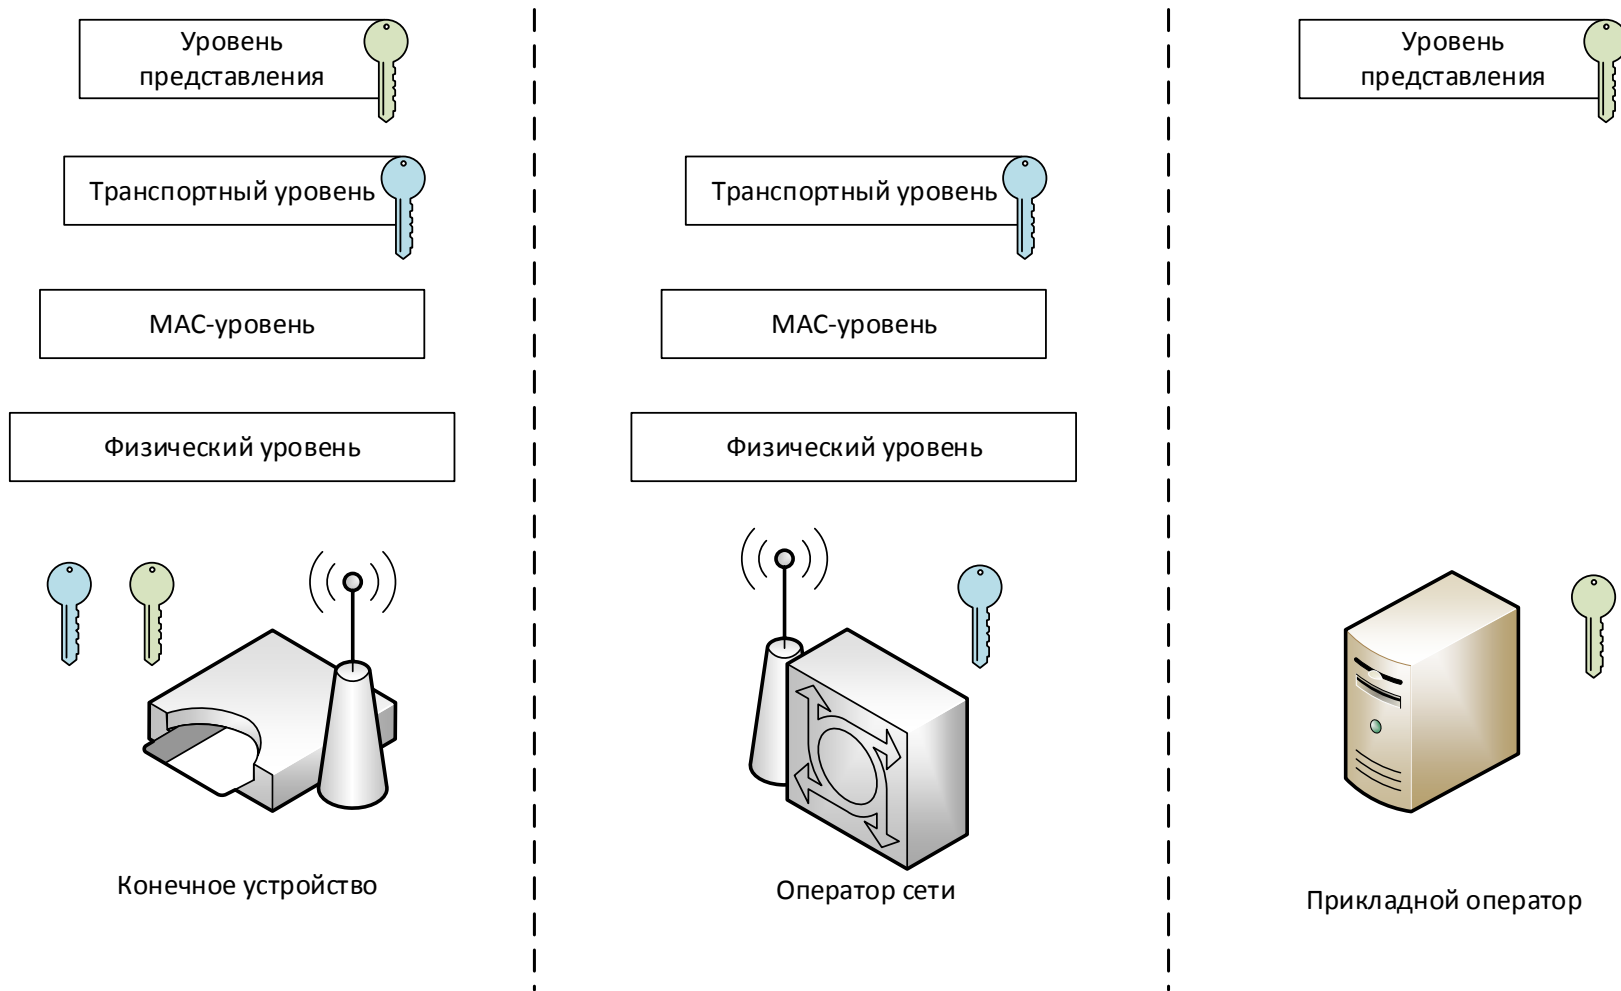 Уровень
представления
Транспортный уровень
MAC-уровень
Физический уровень
Конечное устройство
Транспортный уровень
MAC-уровень
Физический уровень
Оператор сети
Уровень
представления
Прикладной оператор